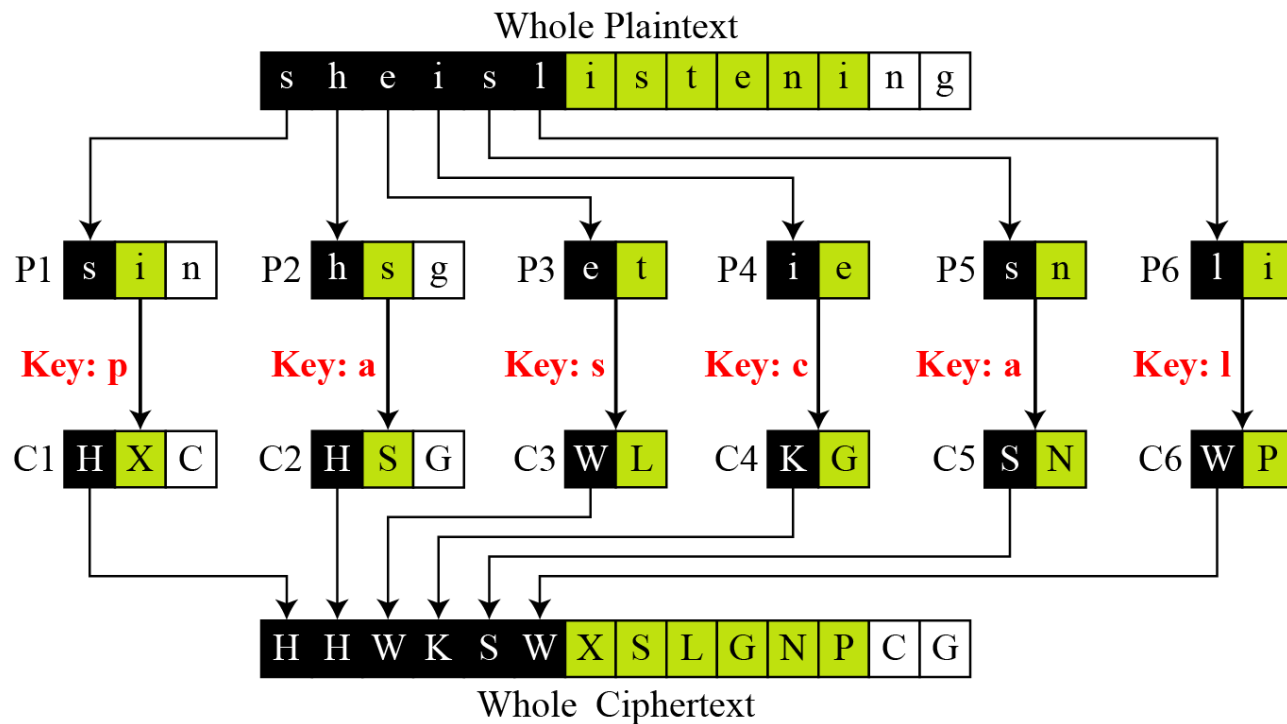 Whole Plaintext
s h e i s l i s t e n i n g
P1 s i n P2 h s g P3 e t P4 i e P5 s n P6 l i
Key: p Key: a Key: s Key: c Key: a Key: l
C1 H X C C2 H S G C3 W L C4 K G C5 S N C6 W P
H H W K S W X S L G N P C G
Whole Ciphertext